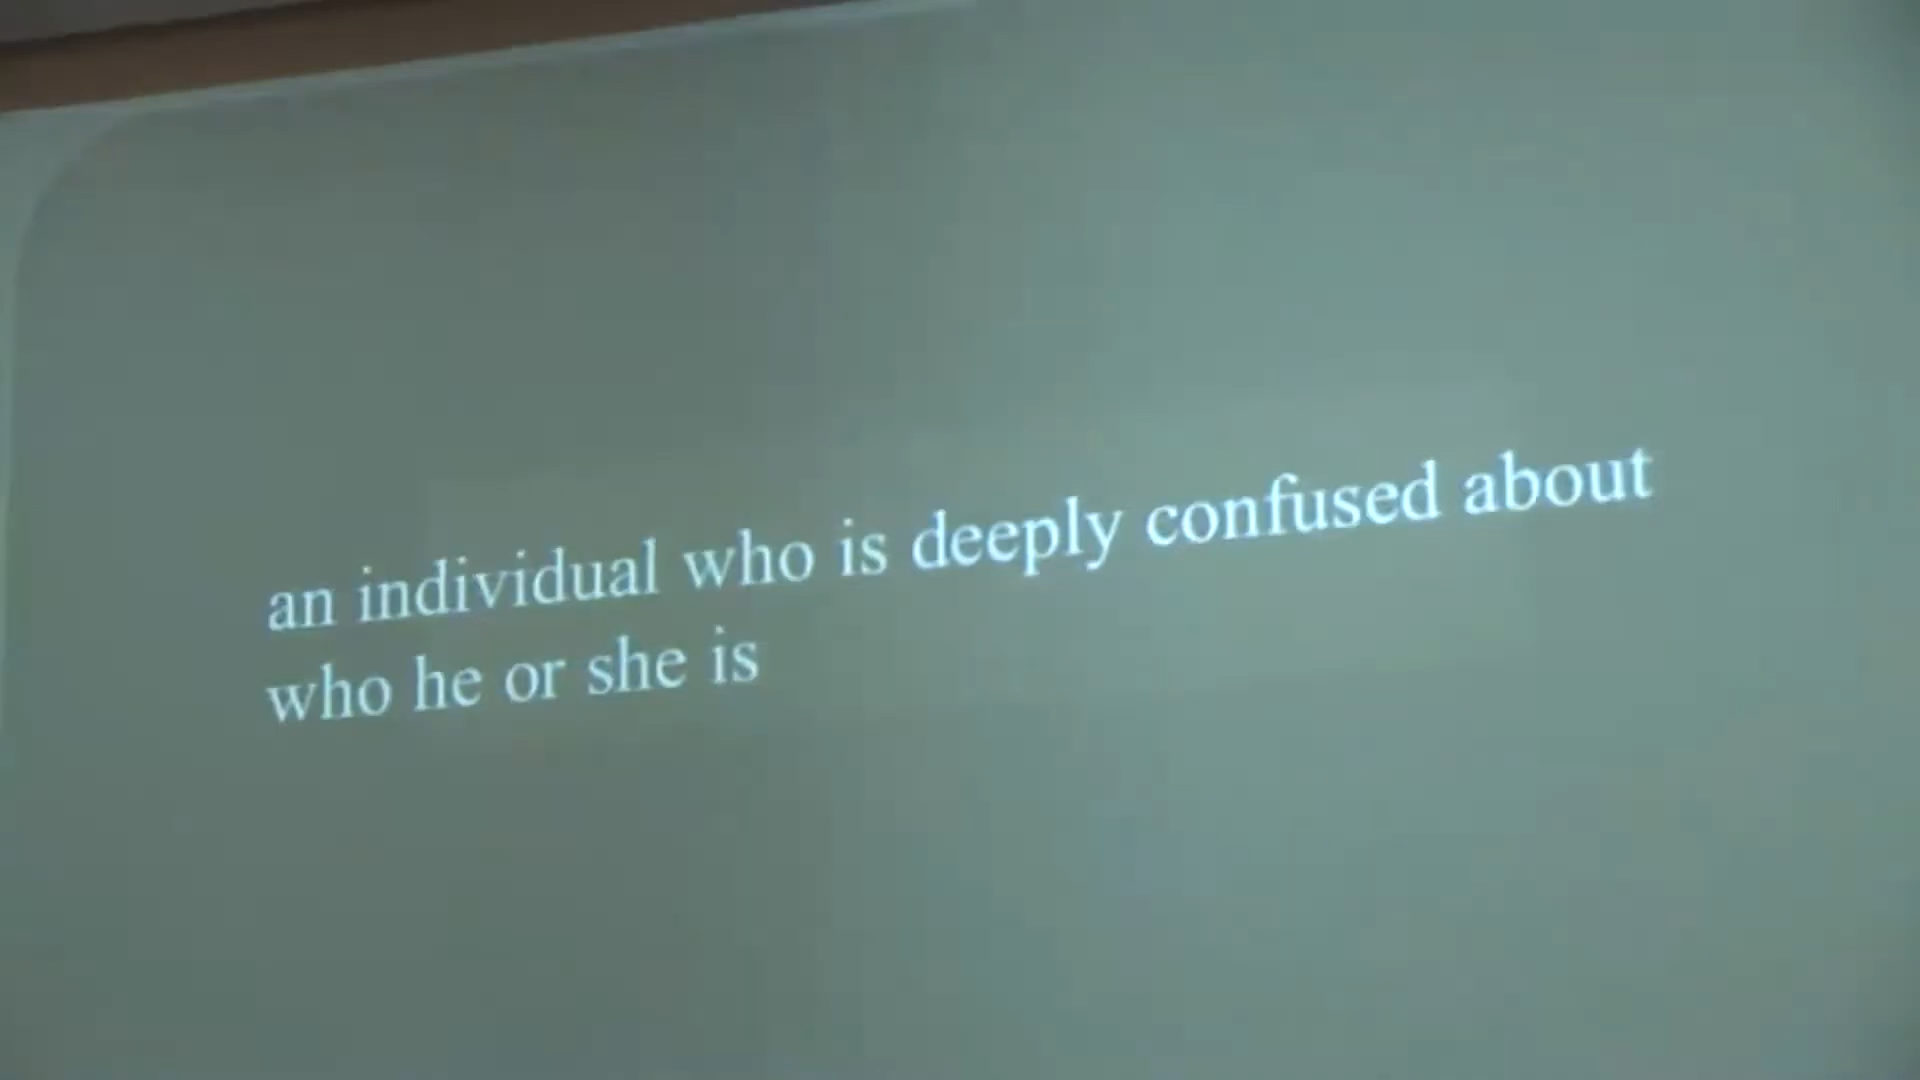 an individual who is deeply confused about
who he or she is